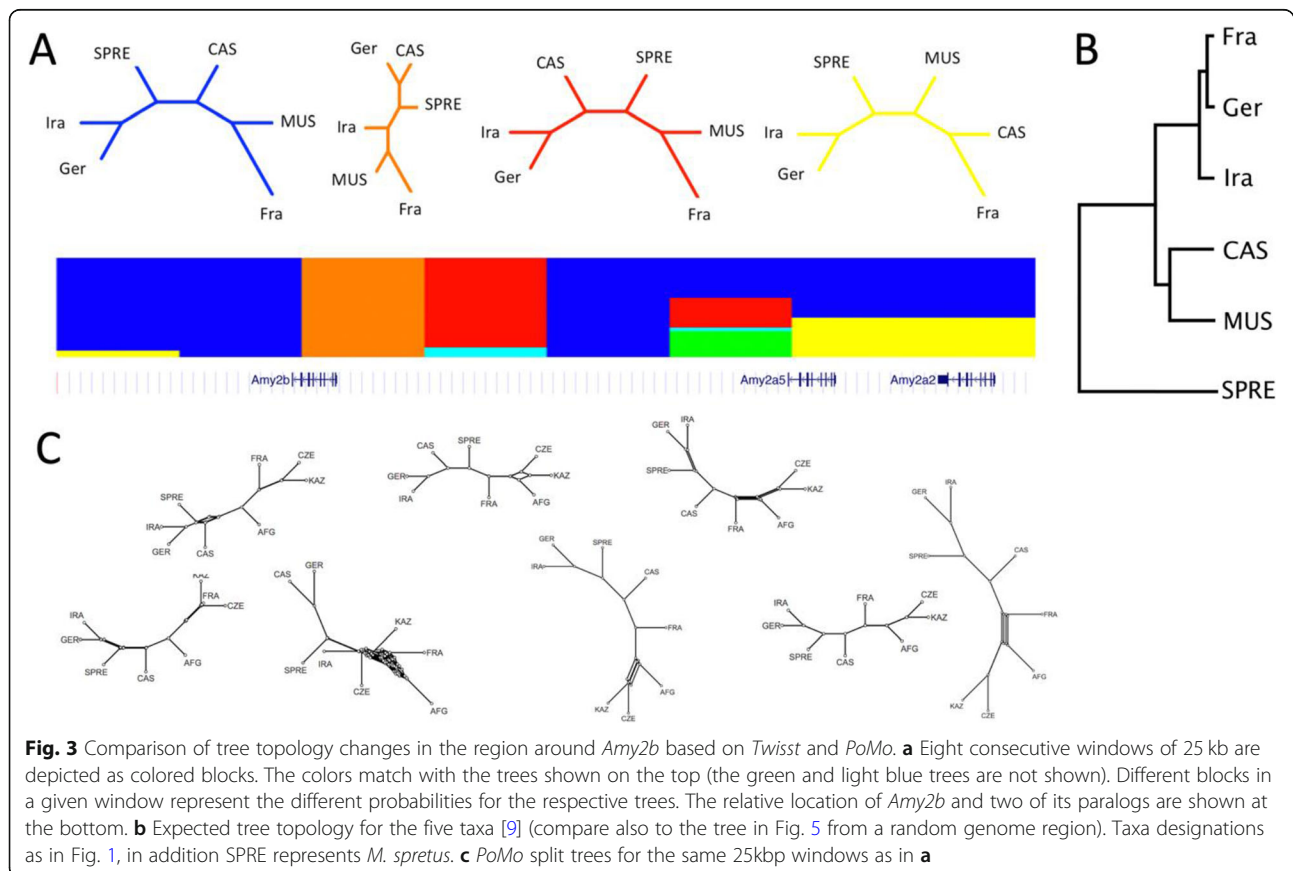 A
SPRE
CAS
Ira
MUS
Ger
Fra
Ger
CAS
SPRE
Ira
MUS
Fra
CAS
SPRE
Ira
MUS
Ger
Fra
SPRE
MUS
Ira
CAS
Ger
Fra
B
Fra
Ger
Ira
CAS
MUS
SPRE
Amy2b
Amy2a5
Amy2a2
C
FRA
CZE
KAZ
SPRE
IRA
GER
CAS
AFG
CAS
SPRE
CZE
GER
KAZ
IRA
FRA
AFG
GER
IRA
SPRE
CZE
KAZ
CAS
FRA
AFG
IRA
GER
SPRE
CAS
FRA
AFG
KAZ
CZE
KAZ
IRA
FRA
CZE
GER
SPRE
CAS
AFG
CAS
GER
KAZ
SPRE
IRA
FRA
CZE
AFG
GER
SPRE
IRA
CAS
FRA
KAZ
AFG
CZE
IRA
FRA
CZE
GER
KAZ
SPRE
CAS
AFG
Fig. 3 Comparison of tree topology changes in the region around Amy2b based on Twisst and PoMo. a Eight consecutive windows of 25 kb are
depicted as colored blocks. The colors match with the trees shown on the top (the green and light blue trees are not shown). Different blocks in
a given window represent the different probabilities for the respective trees. The relative location of Amy2b and two of its paralogs are shown at
the bottom. b Expected tree topology for the five taxa [9] (compare also to the tree in Fig. 5 from a random genome region). Taxa designations
as in Fig. 1, in addition SPRE represents M. spretus. c PoMo split trees for the same 25kbp windows as in a